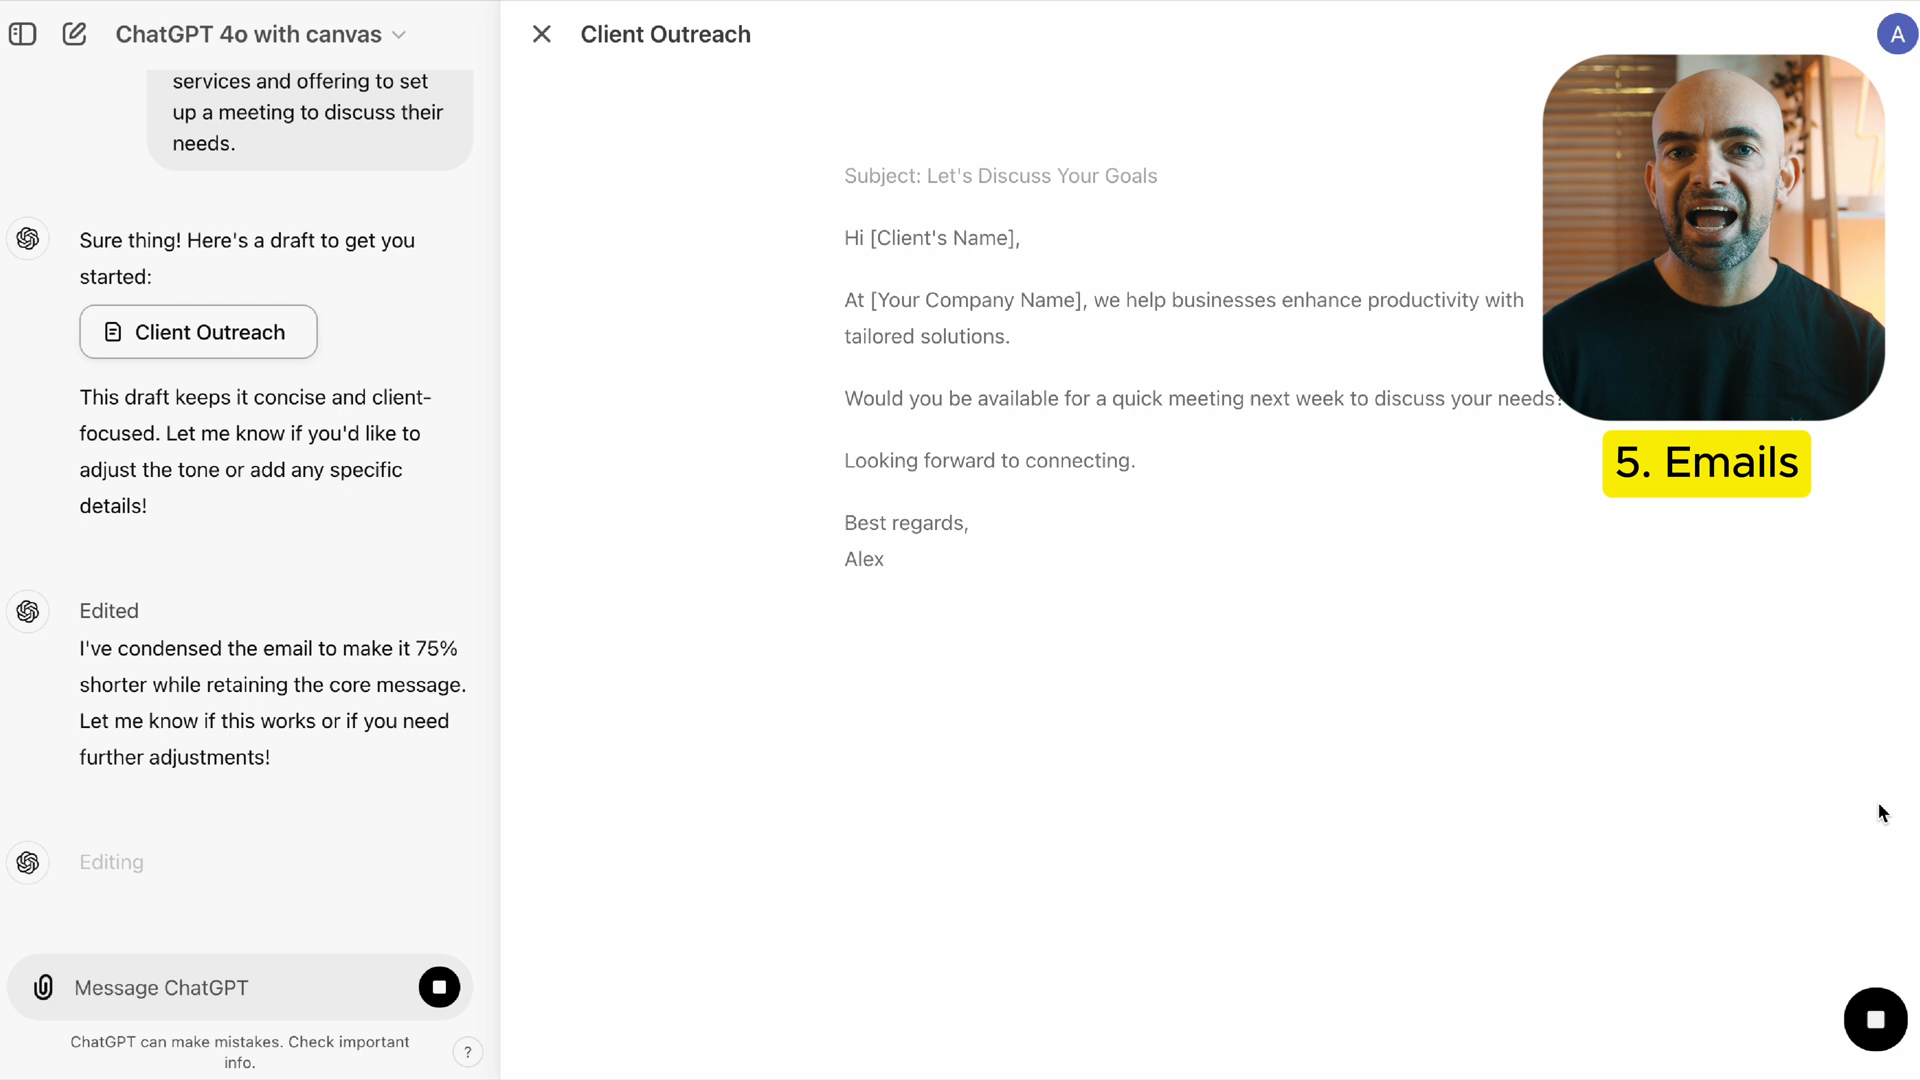 ChatGPT 4o with canvas
services and offering to set
up a meeting to discuss their
needs.
Sure thing! Here's a draft to get you
started:
Client Outreach
This draft keeps it concise and client-
focused. Let me know if you'd like to
adjust the tone or add any specific
details!
Edited
I've condensed the email to make it 75%
shorter while retaining the core message.
Let me know if this works or if you need
further adjustments!
Editing
Message ChatGPT
ChatGPT can make mistakes. Check important
info.
?
Client Outreach
A
Subject: Let's Discuss Your Goals
Hi [Client's Name],
At [Your Company Name], we help businesses enhance productivity with
tailored solutions.
Would you be available for a quick meeting next week to discuss your needs?
Looking forward to connecting.
Best regards,
Alex
5. Emails